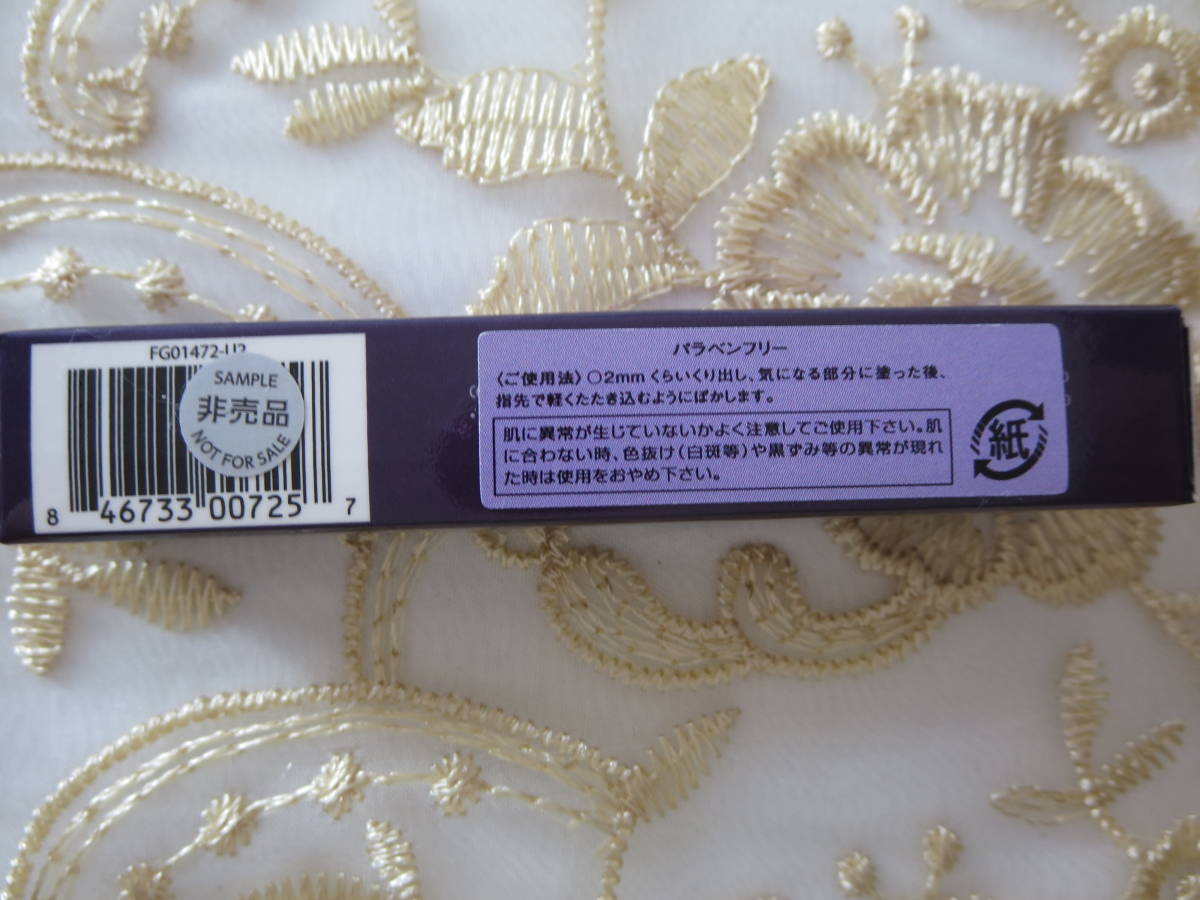 FG01472-U2
SAMPLE
非売品
NOT FOR SALE
8 46733 00725 7
パラベンフリー
〈ご使用法〉○2mmくらいくり出し、気になる部分に塗った後、
指先で軽くたたき込むようにぼかします。
肌に異常が生じていないかよく注意してご使用下さい。肌
に合わない時、色抜け(白斑等)や黒ずみ等の異常が現れ
た時は使用をおやめ下さい。
紙